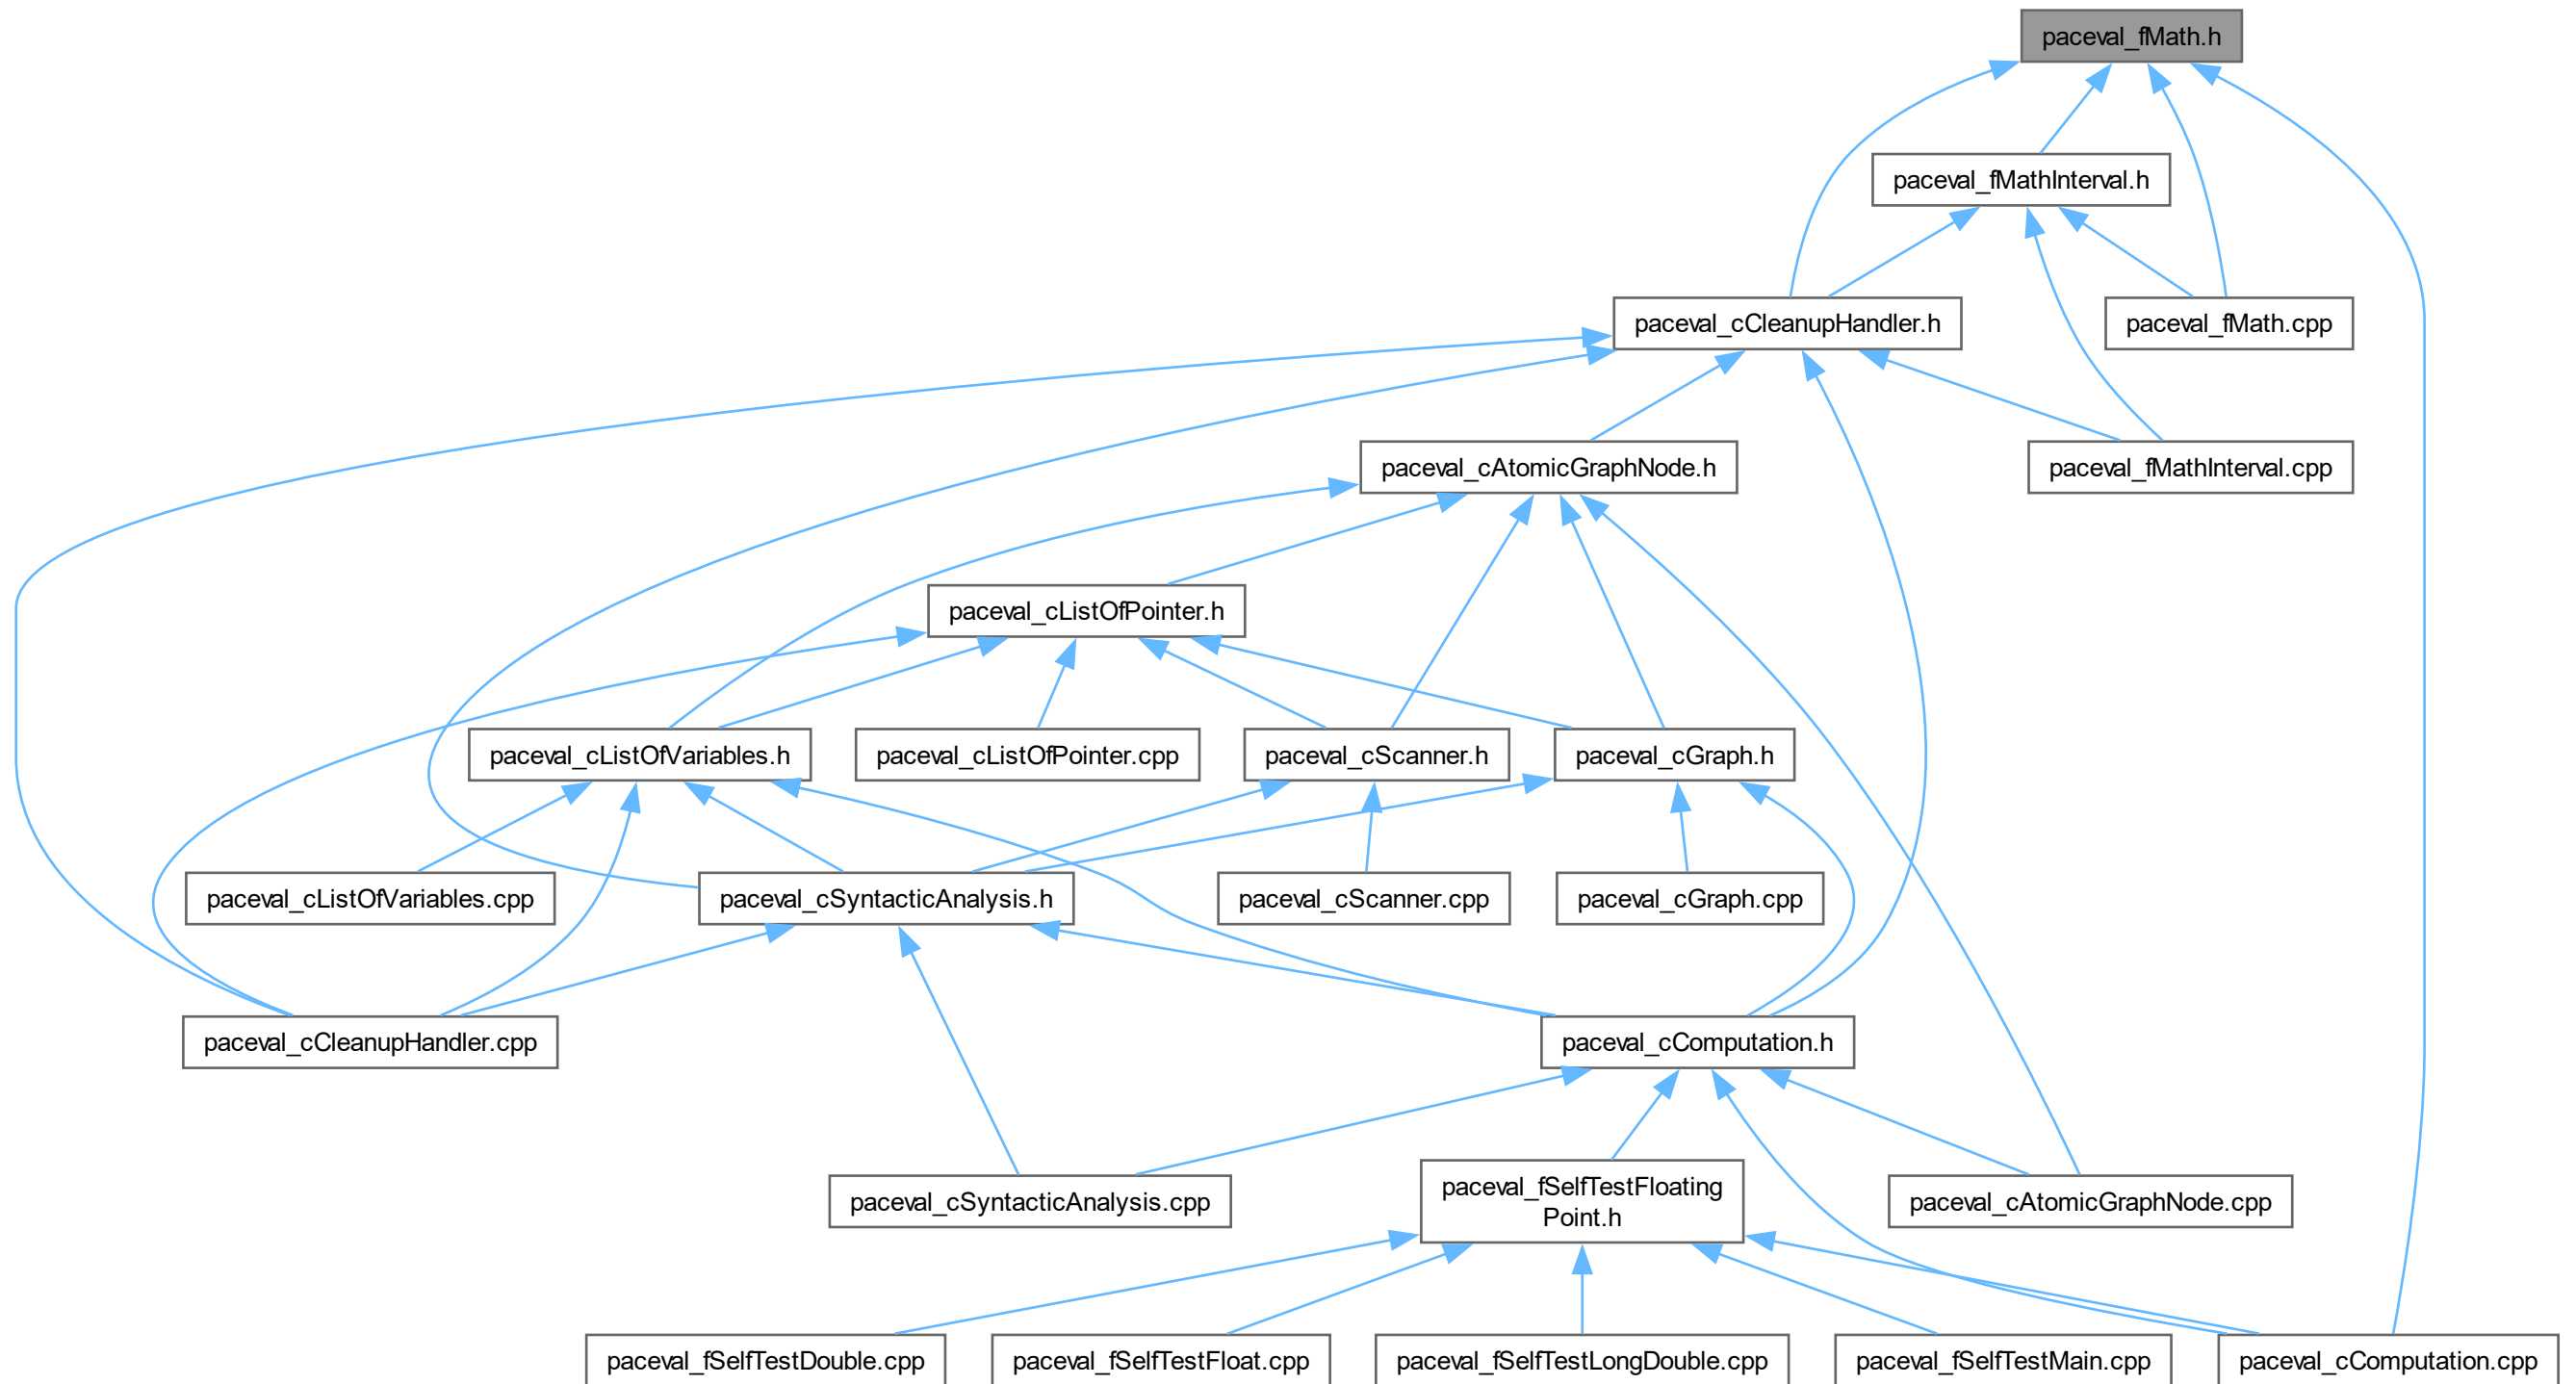 paceval_fMath.h
paceval_fMathInterval.h
paceval_cCleanupHandler.h
paceval_fMath.cpp
paceval_cAtomicGraphNode.h
paceval_fMathInterval.cpp
paceval_cListOfPointer.h
paceval_cListOfVariables.h
paceval_cListOfPointer.cpp
paceval_cScanner.h
paceval_cGraph.h
paceval_cListOfVariables.cpp
paceval_cSyntacticAnalysis.h
paceval_cScanner.cpp
paceval_cGraph.cpp
paceval_cCleanupHandler.cpp
paceval_cComputation.h
paceval_cSyntacticAnalysis.cpp
paceval_fSelfTestFloating
Point.h
paceval_cAtomicGraphNode.cpp
paceval_fSelfTestDouble.cpp
paceval_fSelfTestFloat.cpp
paceval_fSelfTestLongDouble.cpp
paceval_fSelfTestMain.cpp
paceval_cComputation.cpp